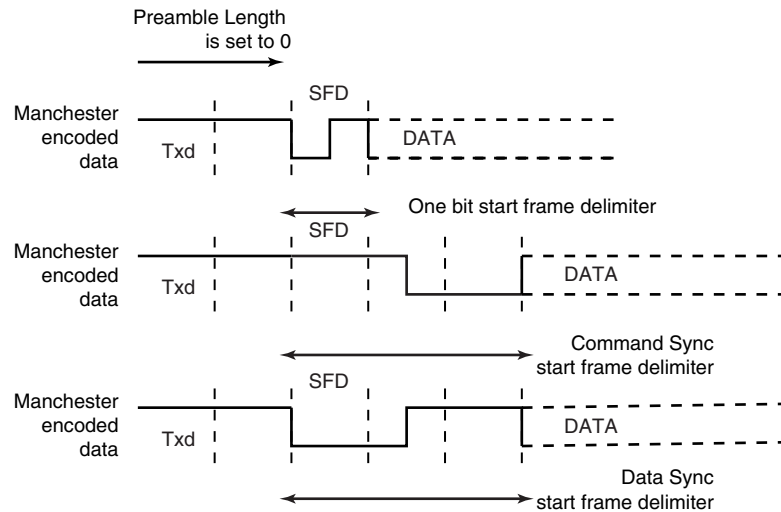 Preamble Length
is set to 0
SFD
Manchester
encoded
data
Txd
DATA
One bit start frame delimiter
SFD
Manchester
encoded
data
Txd
DATA
Command Sync
start frame delimiter
SFD
Manchester
encoded
data
Txd
DATA
Data Sync
start frame delimiter